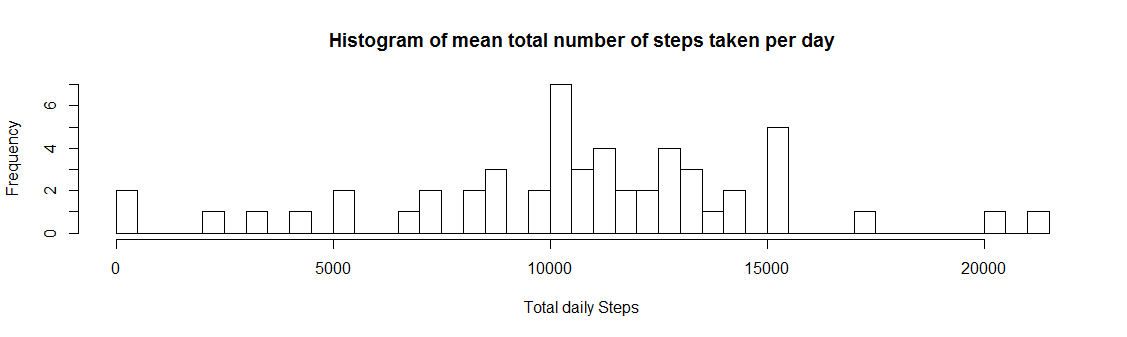 Histogram of mean total number of steps taken per day
Frequency
6
4
2
0
0 5000 10000 15000 20000
Total daily Steps